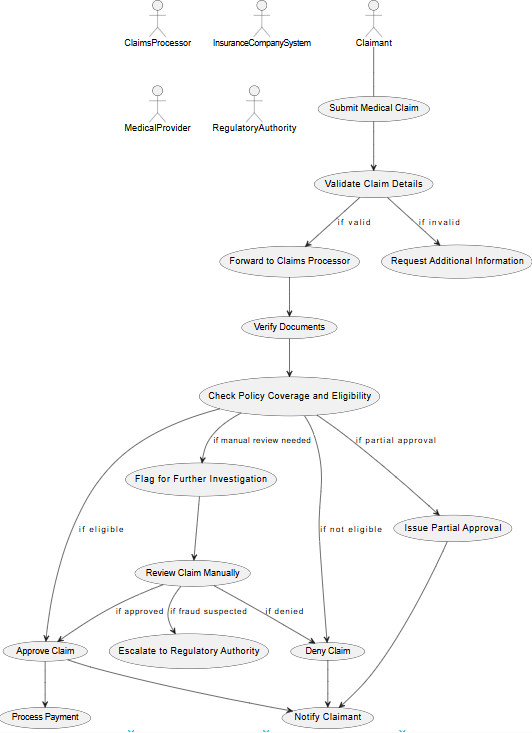 ClaimsProcessor
InsuranceCompanySystem
Claimant
MedicalProvider
RegulatoryAuthority
Submit Medical Claim
Validate Claim Details
if valid
if invalid
Forward to Claims Processor
Request Additional Information
Verify Documents
Check Policy Coverage and Eligibility
if manual review needed
if partial approval
Flag for Further Investigation
if eligible
if not eligible
Issue Partial Approval
Review Claim Manually
if approved
if fraud suspected
if denied
Approve Claim
Escalate to Regulatory Authority
Deny Claim
Process Payment
Notify Claimant